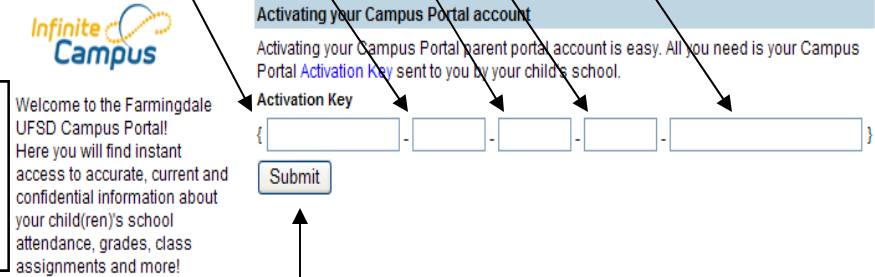 Infinite
Campus
Welcome to the Farmingdale
UFSD Campus Portal!
Here you will find instant
access to accurate, current and
confidential information about
your child(ren)'s school
attendance, grades, class
assignments and more!
Activating your Campus Portal account
Activating your Campus Portal parent portal account is easy. All you need is your Campus
Portal Activation Key sent to you by your child's school.
Activation Key
{ - - - - }
Submit